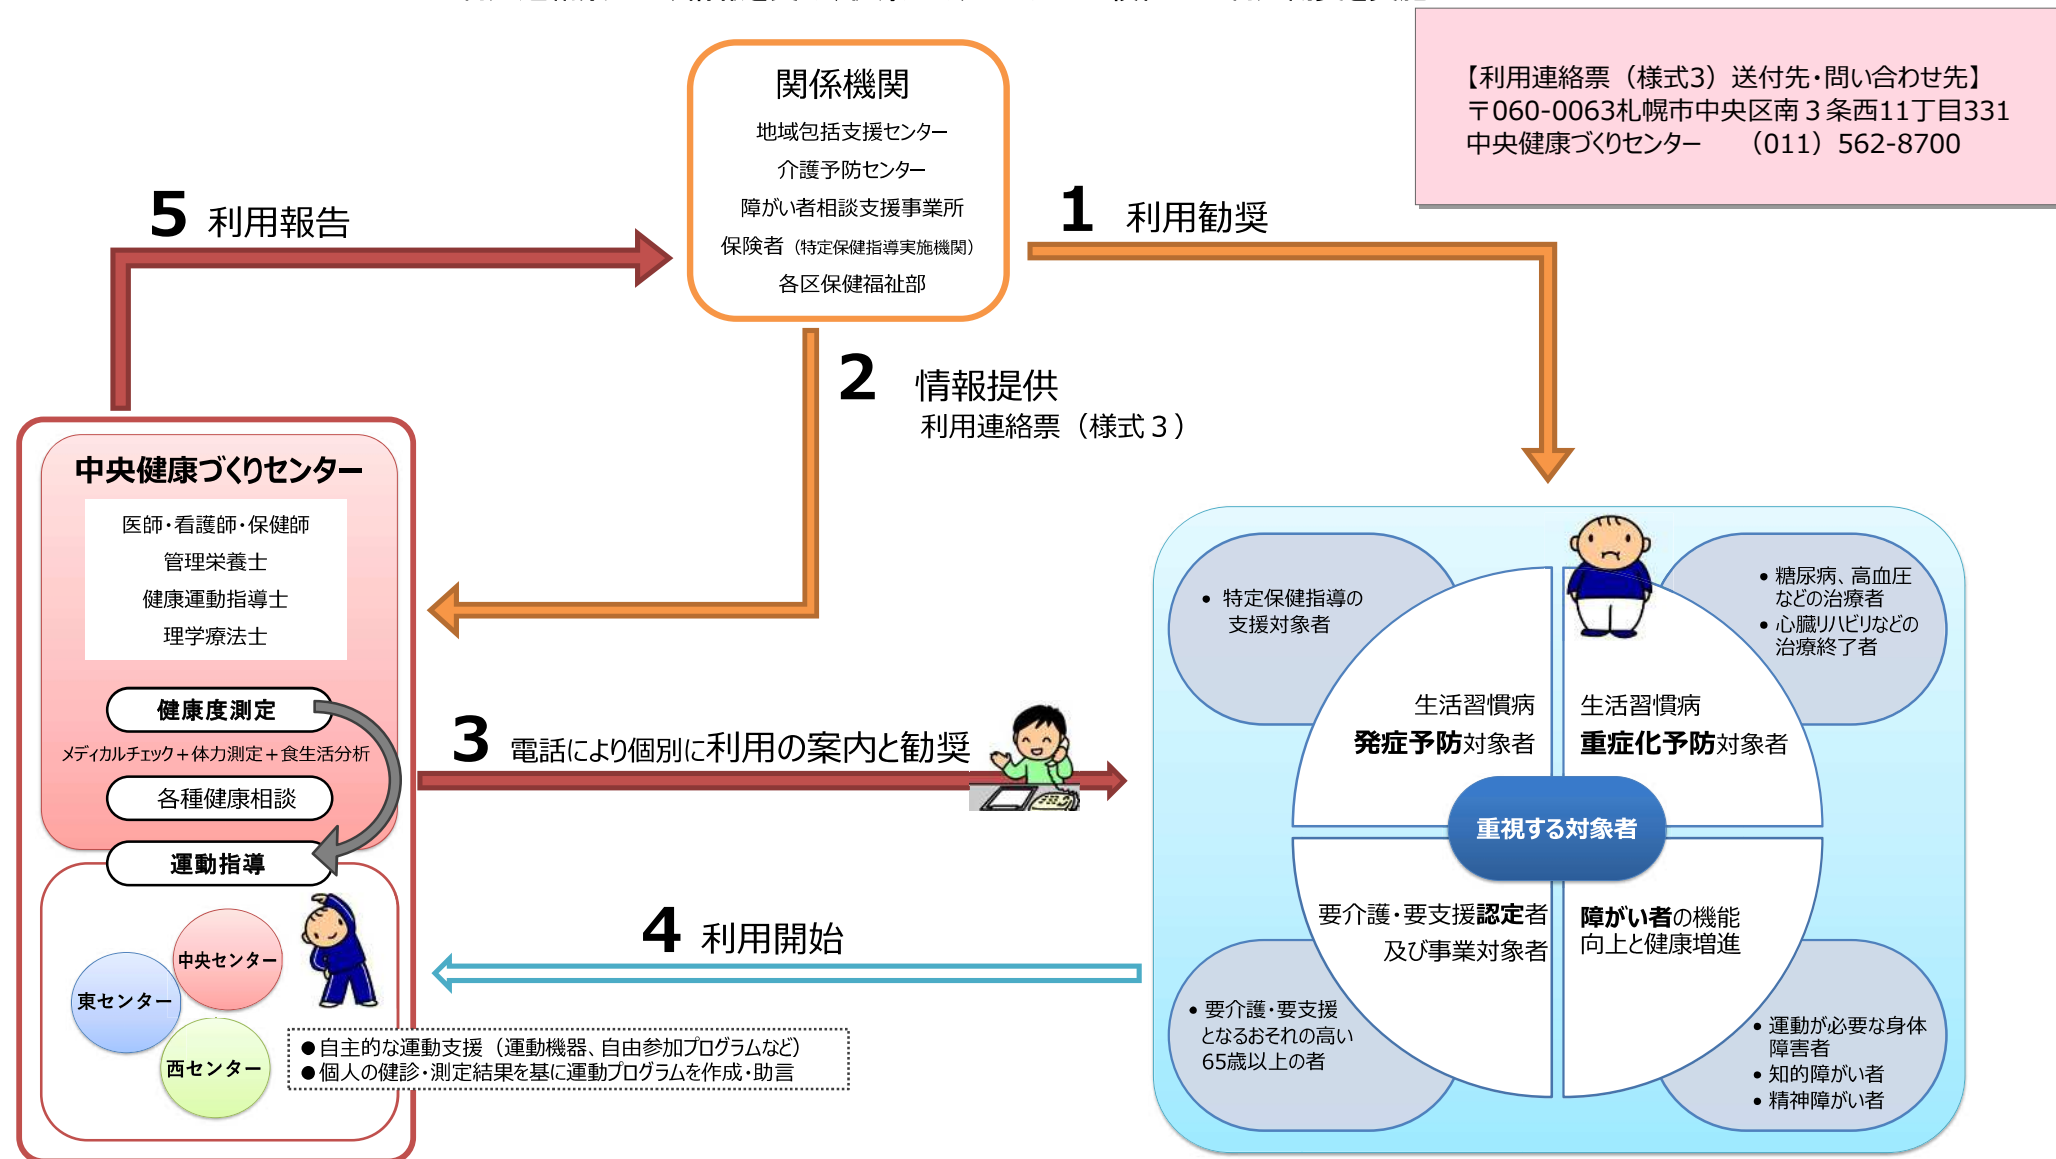 【利用連絡票（様式3）送付先・問い合わせ先】
〒060-0063札幌市中央区南３条西11丁目331
中央健康づくりセンター　（011）562-8700
関係機関
地域包括支援センター
介護予防センター
障がい者相談支援事業所
保険者（特定保健指導実施機関）
各区保健福祉部
5 利用報告
1 利用勧奨
2 情報提供
利用連絡票（様式３）
中央健康づくりセンター
医師・看護師・保健師
管理栄養士
健康運動指導士
理学療法士
健康度測定
メディカルチェック＋体力測定＋食生活分析
各種健康相談
運動指導
中央センター
東センター
西センター
●自主的な運動支援（運動機器、自由参加プログラムなど）
●個人の健診・測定結果を基に運動プログラムを作成・助言
3 電話により個別に利用の案内と勧奨
4 利用開始
• 特定保健指導の
支援対象者
• 糖尿病、高血圧
などの治療者
• 心臓リハビリなどの
治療終了者
生活習慣病
発症予防対象者
生活習慣病
重症化予防対象者
重視する対象者
要介護・要支援認定者
及び事業対象者
障がい者の機能
向上と健康増進
• 要介護・要支援
となるおそれの高い
65歳以上の者
• 運動が必要な身体
障害者
• 知的障がい者
• 精神障がい者